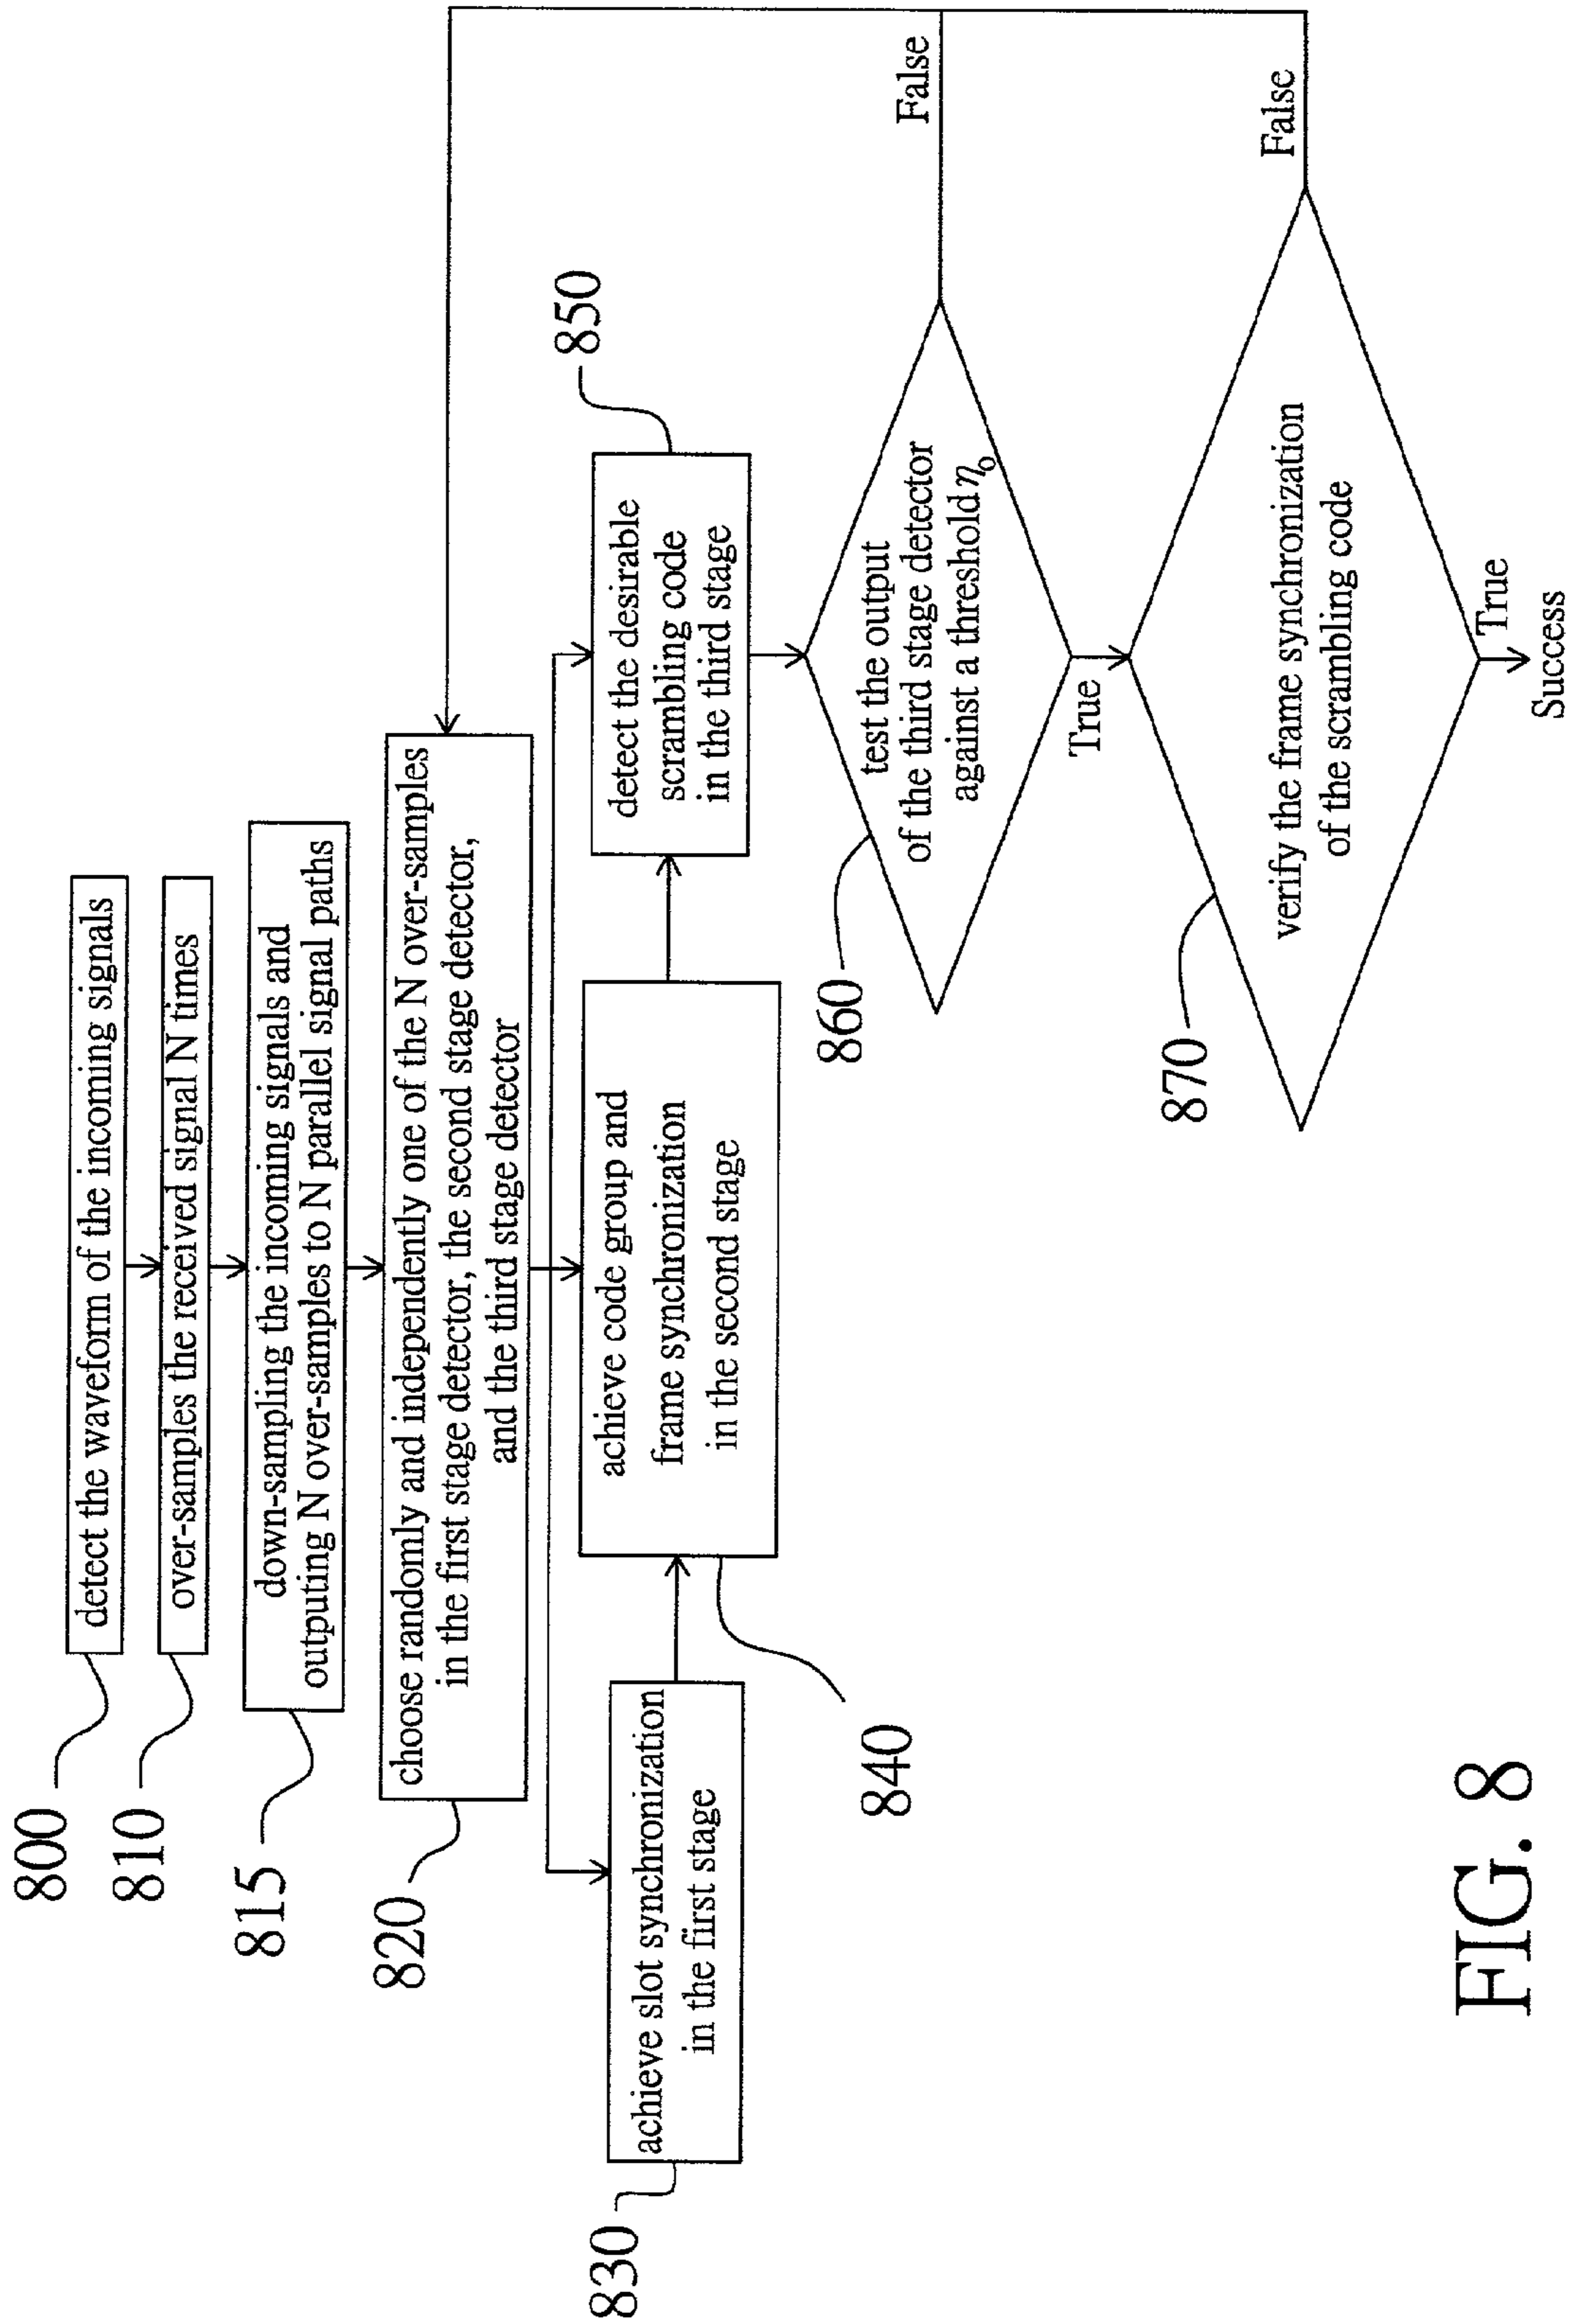 800
detect the waveform of the incoming signals
810
over-samples the received signal N times
815
down-sampling the incoming signals and
outputing N over-samples to N parallel signal paths
820
choose randomly and independently one of the N over-samples
in the first stage detector, the second stage detector,
and the third stage detector
830
achieve slot synchronization
in the first stage
840
achieve code group and
frame synchronization
in the second stage
850
detect the desirable
scrambling code
in the third stage
860
test the output
of the third stage detector
against a threshold η₀
False
True
870
verify the frame synchronization
of the scrambling code
False
True
Success
FIG. 8